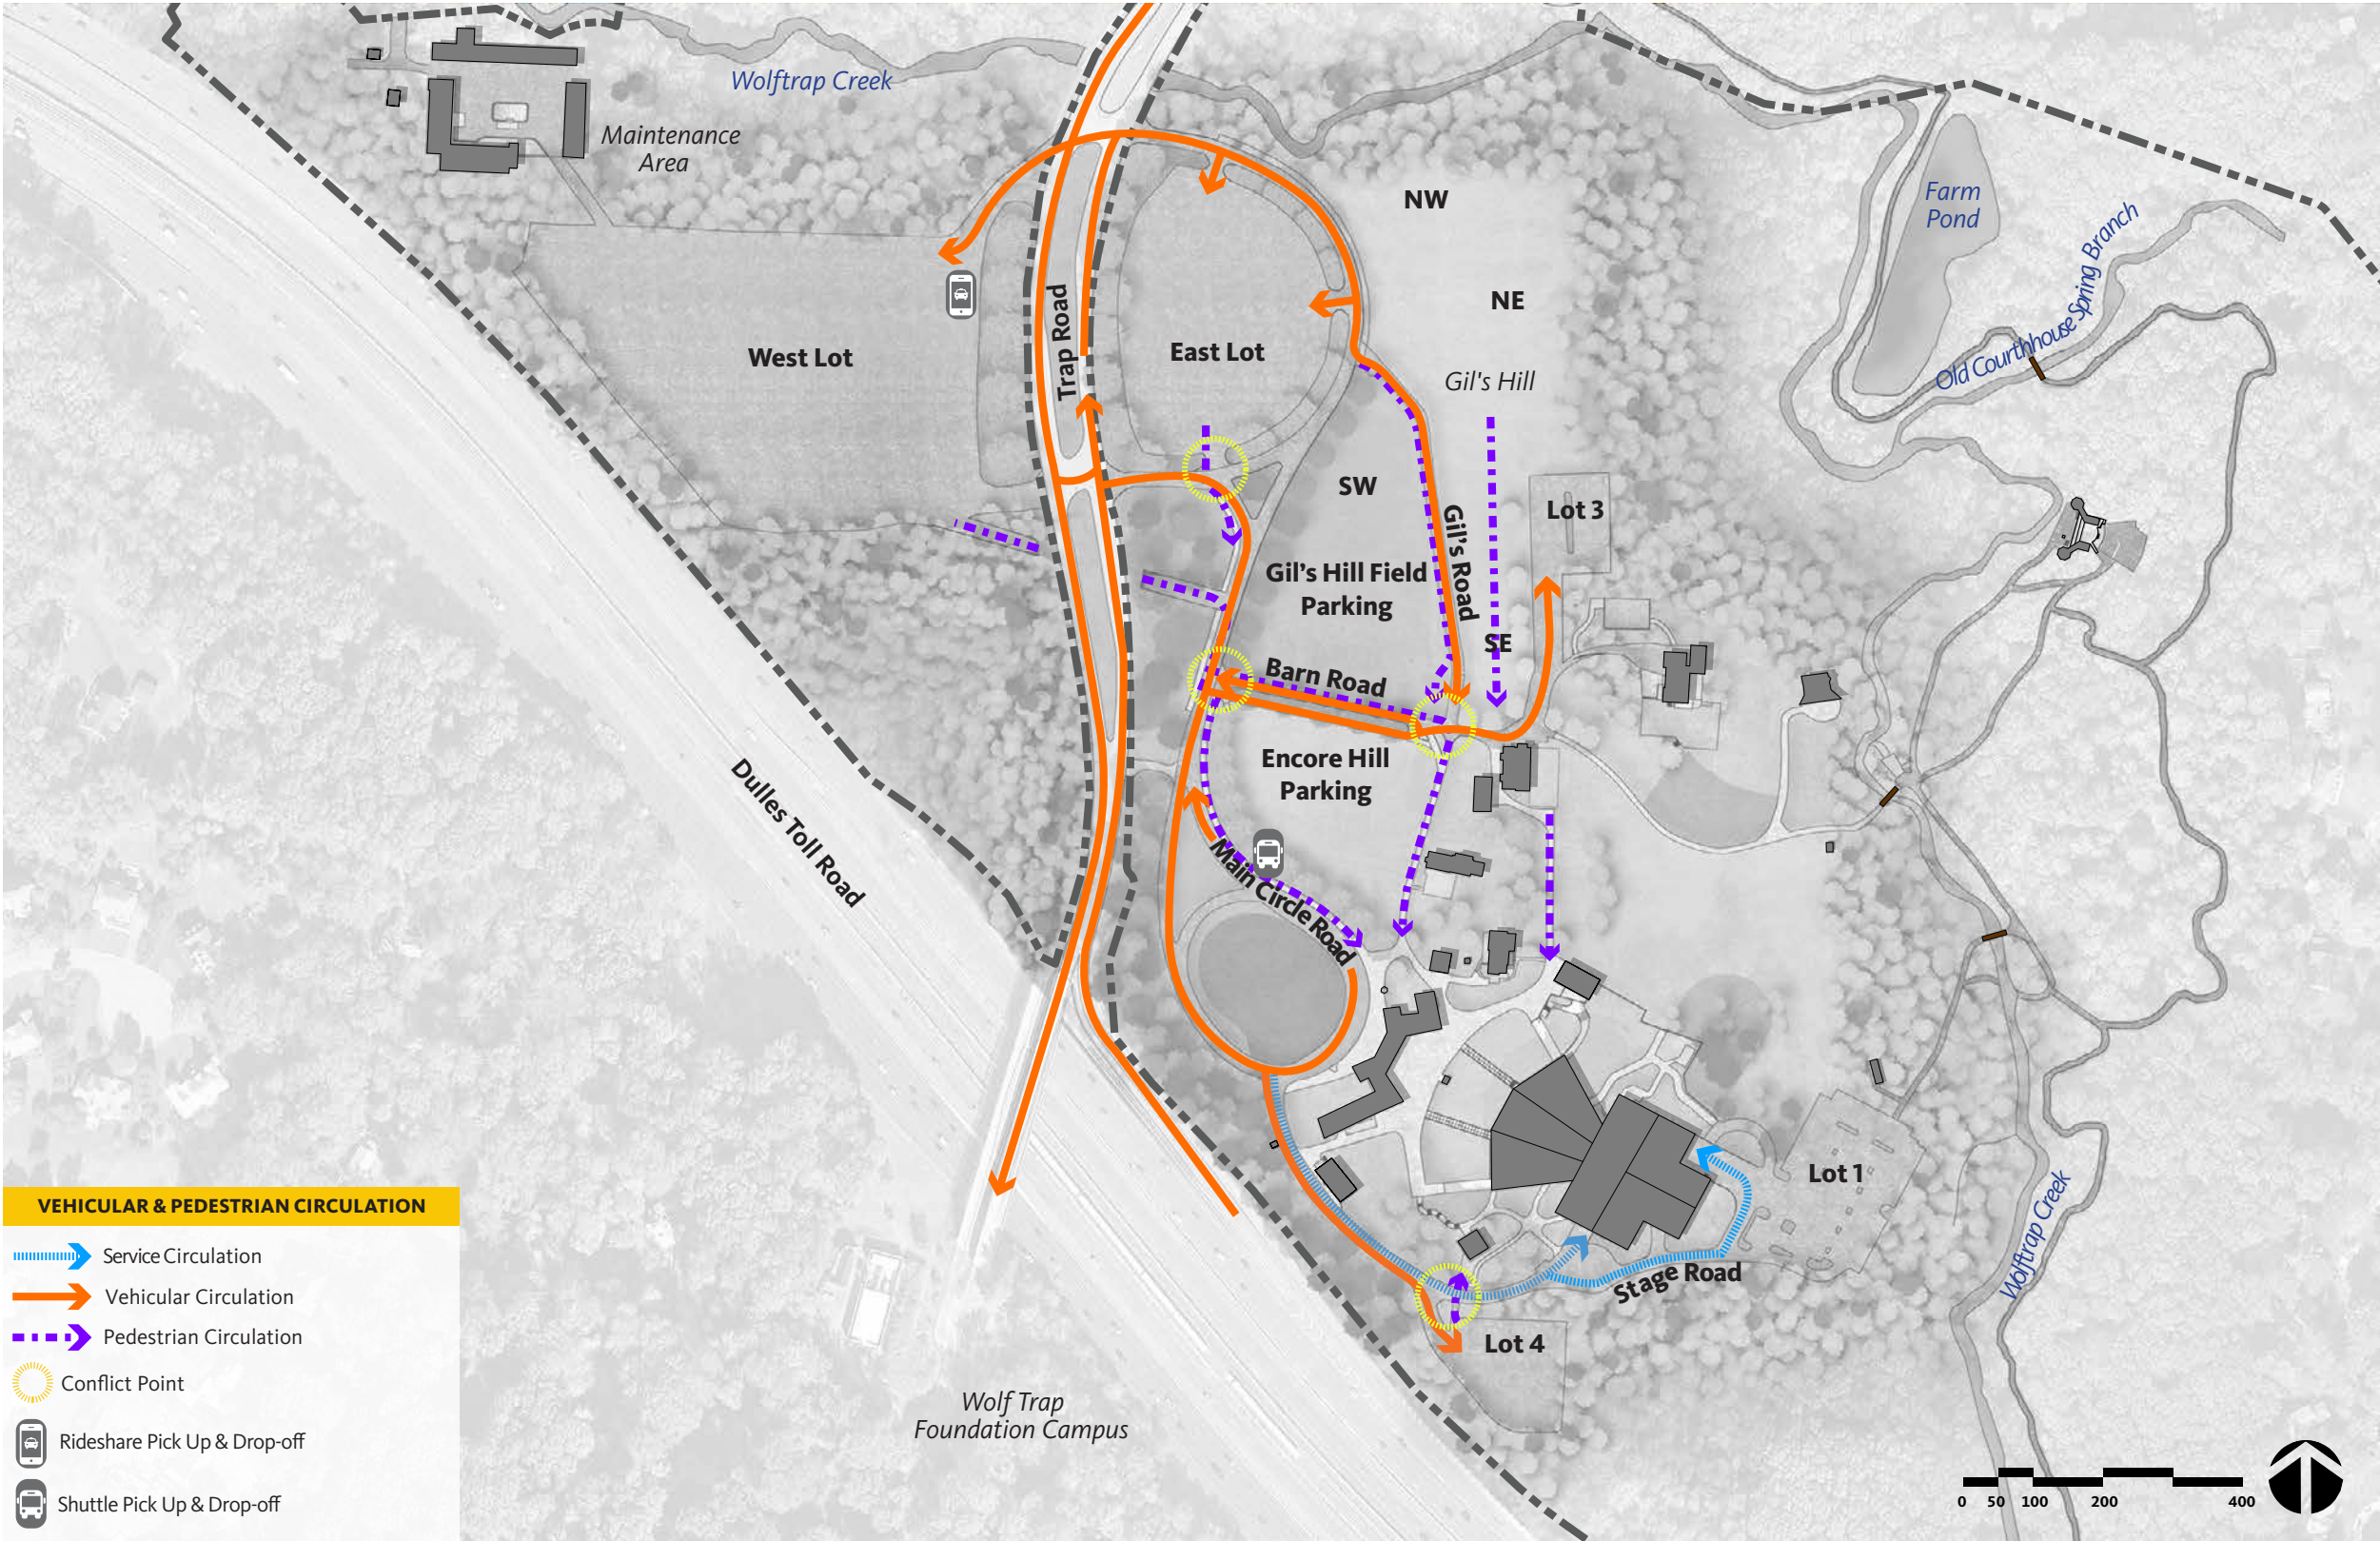 Wolftrap Creek
Maintenance
Area
NW
Farm
Pond
Old Courthhouse Spring Branch
NE
Trap Road
West Lot
East Lot
Gil's Hill
SW
Lot 3
Gil's Road
Gil's Hill Field
Parking
SE
Barn Road
Encore Hill
Parking
Dulles Toll Road
Main Circle Road
Lot 1
Wolftrap Creek
Stage Road
Lot 4
Wolf Trap
Foundation Campus
VEHICULAR & PEDESTRIAN CIRCULATION
Service Circulation
Vehicular Circulation
Pedestrian Circulation
Conflict Point
Rideshare Pick Up & Drop-off
Shuttle Pick Up & Drop-off
0 50 100 200 400